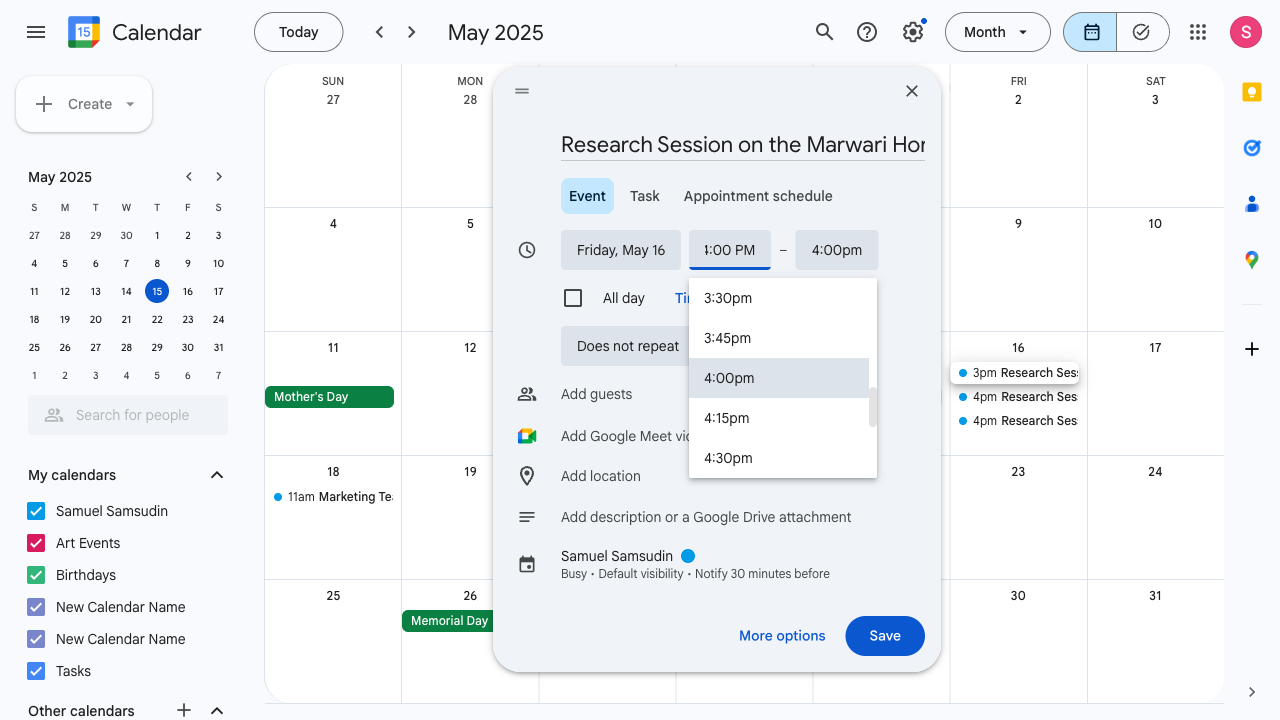 15
Calendar
Today
May 2025
Month
S
Create
May 2025
S M T W T F S
27 28 29 30 1 2 3
4 5 6 7 8 9 10
11 12 13 14 15 16 17
18 19 20 21 22 23 24
25 26 27 28 29 30 31
1 2 3 4 5 6 7
Search for people
My calendars
Samuel Samsudin
Art Events
Birthdays
New Calendar Name
New Calendar Name
Tasks
Other calendars
SUN MON FRI SAT
27 28 2 3
4 5 9 10
11 12 16 17
Mother's Day
3pm Research Ses
4pm Research Ses
4pm Research Ses
18 19 23 24
11am Marketing Te
25 26 30 31
Memorial Day
Research Session on the Marwari Hor
Event Task Appointment schedule
Friday, May 16 4:00 PM – 4:00pm
All day
Does not repeat
3:30pm
3:45pm
4:00pm
4:15pm
4:30pm
Add guests
Add Google Meet
Add location
Add description or a Google Drive attachment
Samuel Samsudin
Busy • Default visibility • Notify 30 minutes before
More options Save